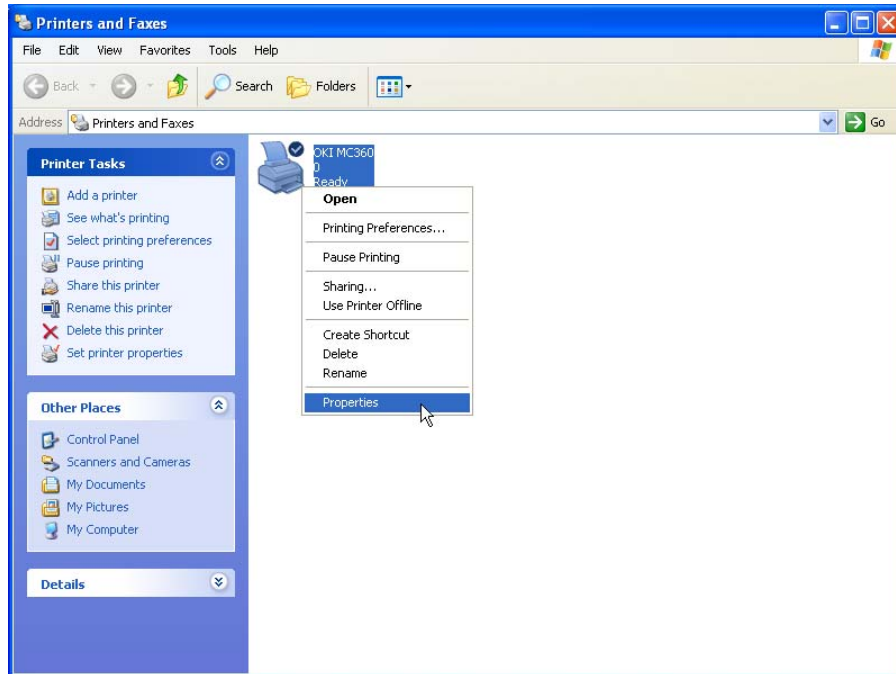 Printers and Faxes
File Edit View Favorites Tools Help
Back Search Folders
Address Printers and Faxes Go
Printer Tasks
Add a printer
See what's printing
Select printing preferences
Pause printing
Share this printer
Rename this printer
Delete this printer
Set printer properties
Other Places
Control Panel
Scanners and Cameras
My Documents
My Pictures
My Computer
Details
OKI MC360
0
Ready
Open
Printing Preferences...
Pause Printing
Sharing...
Use Printer Offline
Create Shortcut
Delete
Rename
Properties